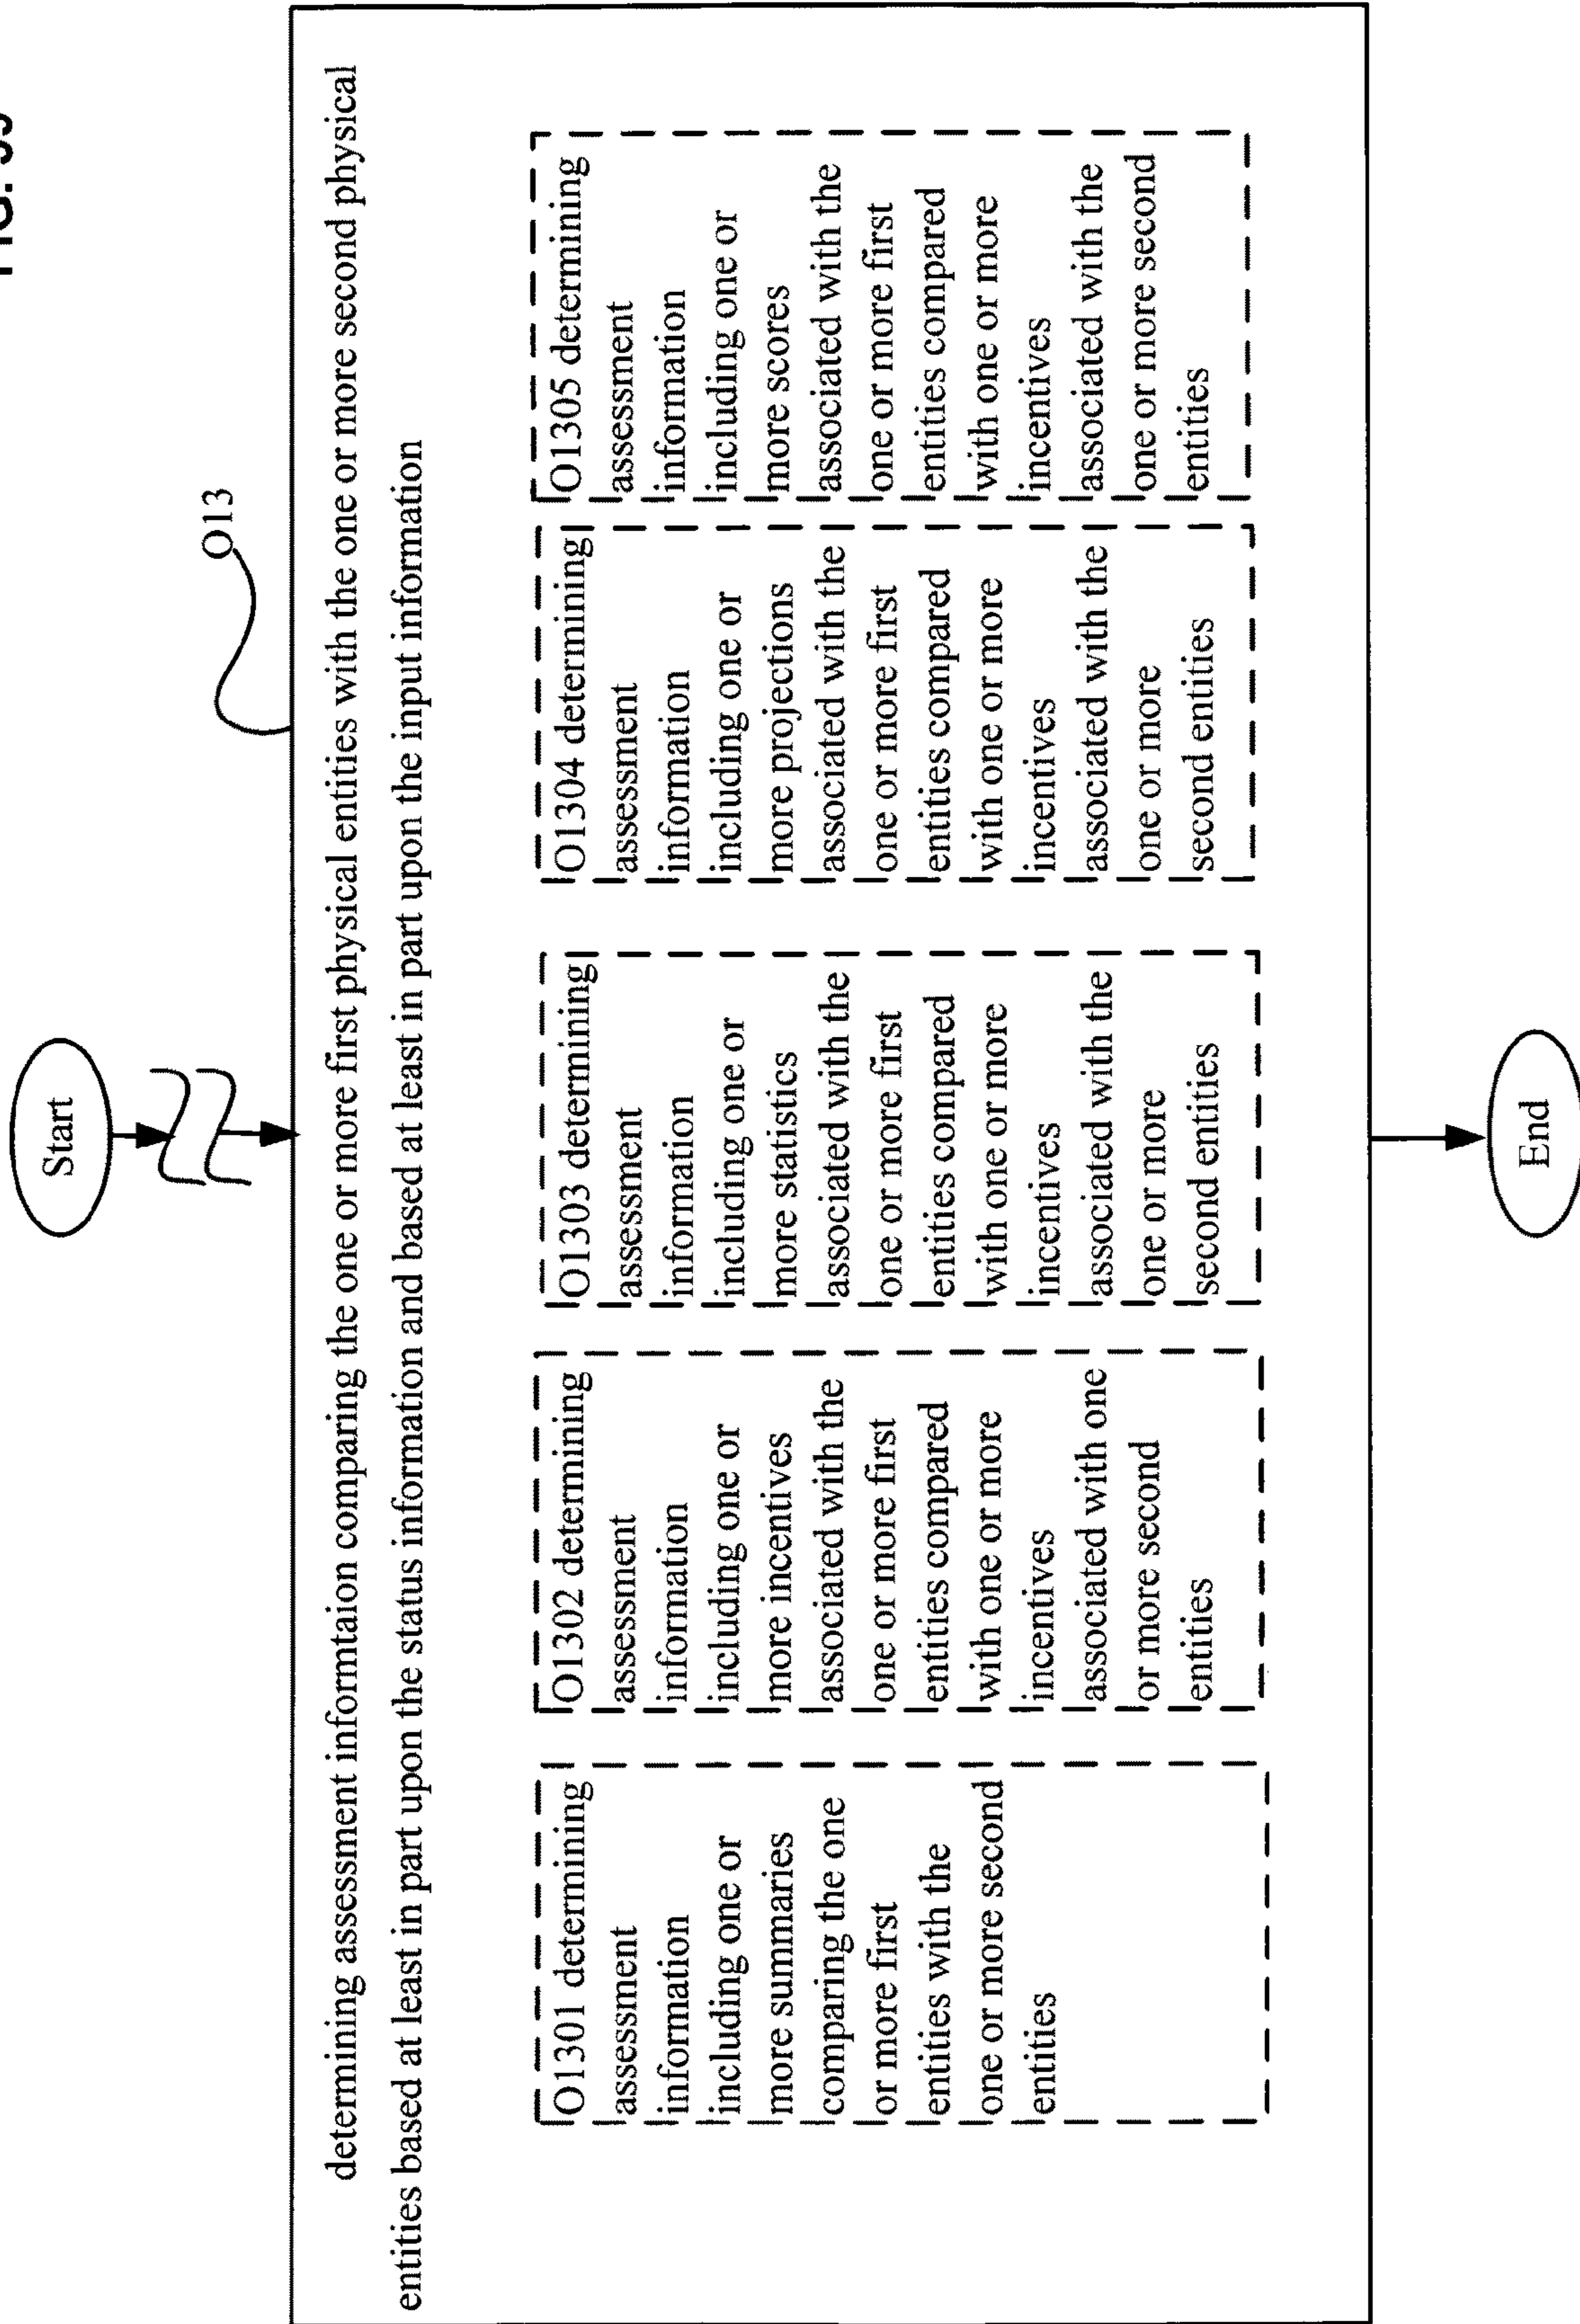 FIG.
Start
O13
determining assessment informtaion comparing the one or more first physical entities with the one or more second physical
entities based at least in part upon the status information and based at least in part upon the input information
O1301 determining
assessment
information
including one or
more summaries
comparing the one
or more first
entities with the
one or more second
entities
O1302 determining
assessment
information
including one or
more incentives
associated with the
one or more first
entities compared
with one or more
incentives
associated with one
or more second
entities
O1303 determining
assessment
information
including one or
more statistics
associated with the
one or more first
entities compared
with one or more
incentives
associated with the
one or more
second entities
O1304 determining
assessment
information
including one or
more projections
associated with the
one or more first
entities compared
with one or more
incentives
associated with the
one or more
second entities
O1305 determining
assessment
information
including one or
more scores
associated with the
one or more first
entities compared
with one or more
incentives
associated with the
one or more second
entities
End